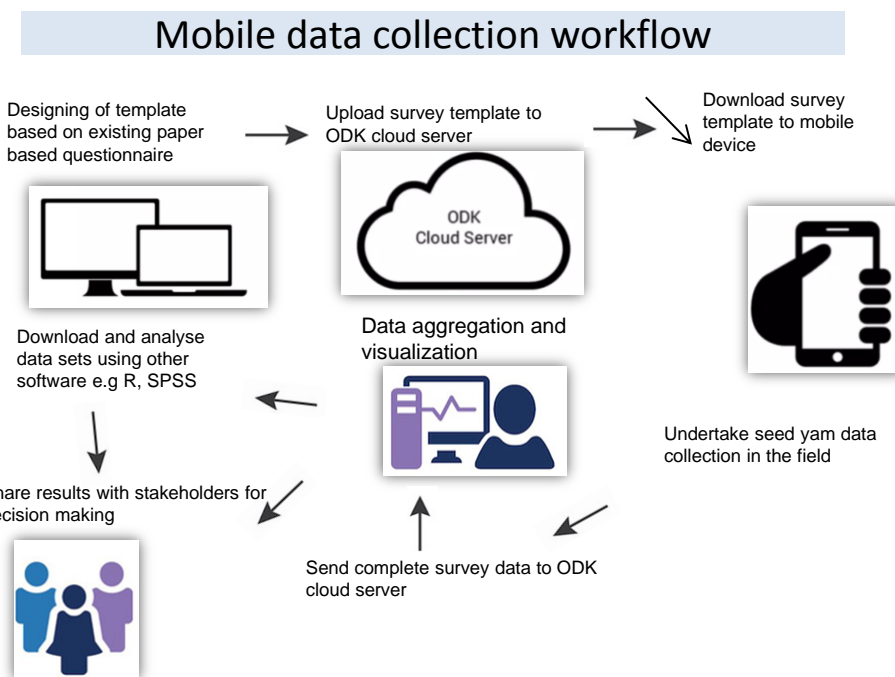 Mobile data collection workflow
Designing of template
based on existing paper
based questionnaire
Upload survey template to
ODK cloud server
Download survey
template to mobile
device
ODK
Cloud Server
Download and analyse
data sets using other
software e.g R, SPSS
Data aggregation and
visualization
Undertake seed yam data
collection in the field
hare results with stakeholders for
ecision making
Send complete survey data to ODK
cloud server